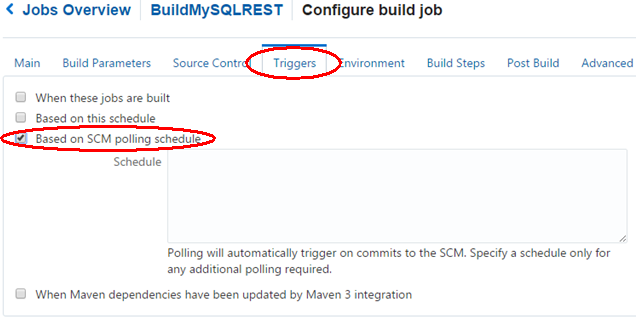 Jobs Overview BuildMySQLREST Configure build job
Main Build Parameters Source Control Triggers Environment Build Steps Post Build Advanced
When these jobs are built
Based on this schedule
Based on SCM polling schedule
Schedule
Polling will automatically trigger on commits to the SCM. Specify a schedule only for
any additional polling required.
When Maven dependencies have been updated by Maven 3 integration